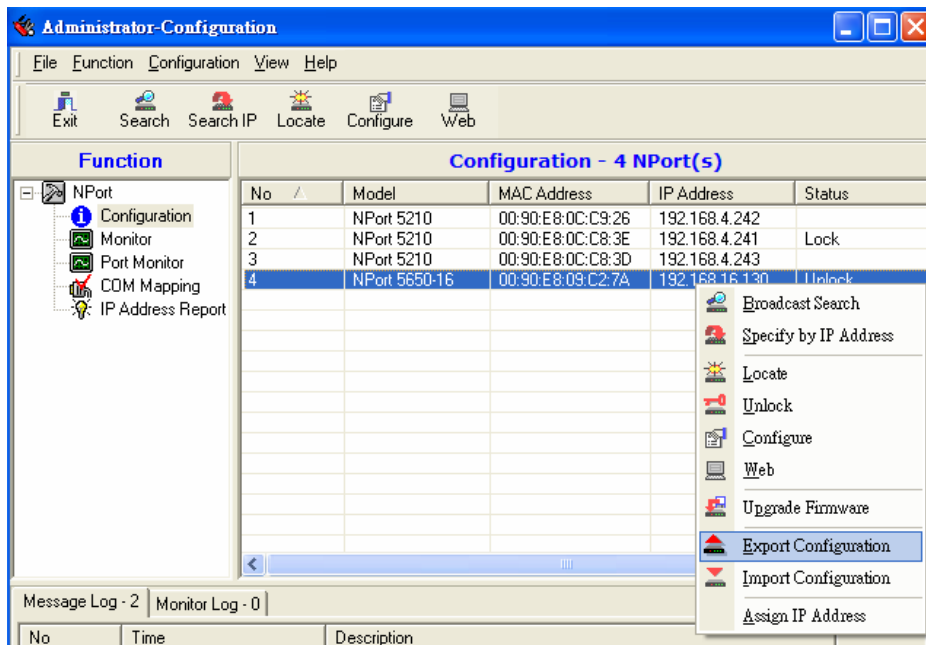 Administrator-Configuration
File Function Configuration View Help
Exit Search Search IP Locate Configure Web
Function
Configuration - 4 NPort(s)
NPort
Configuration
Monitor
Port Monitor
COM Mapping
IP Address Report
No Model MAC Address IP Address Status
1 NPort 5210 00:90:E8:0C:C9:26 192.168.4.242
2 NPort 5210 00:90:E8:0C:C8:3E 192.168.4.241 Lock
3 NPort 5210 00:90:E8:0C:C8:3D 192.168.4.243
4 NPort 5650-16 00:90:E8:09:C2:7A 192.168.16.130 Unlock
Broadcast Search
Specify by IP Address
Locate
Unlock
Configure
Web
Upgrade Firmware
Export Configuration
Import Configuration
Assign IP Address
Message Log - 2 Monitor Log - 0
No Time Description